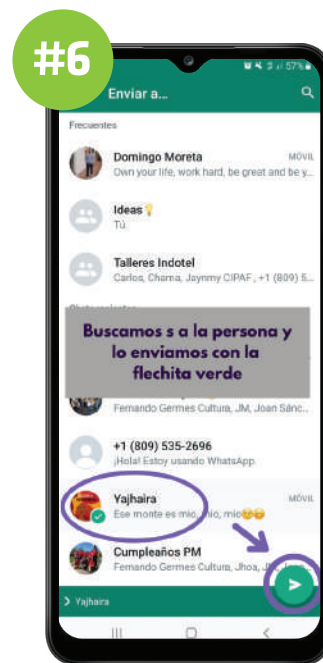 #6
57%
Enviar a...
Frecuentes
Domingo Moreta
MÓVIL
Own your life, work hard, be great and be y...
Ideas
Tú
Talleres Indotel
Carlos, Charna, Jaynmy CIPAF, +1 (809) 5...
Buscamos s a la persona y
lo enviamos con la
flechita verde
Fernando Germes Cultura, JM, Joan Sánc...
+1 (809) 535-2696
¡Hola! Estoy usando WhatsApp.
Yajhaira
MÓVIL
Ese monte es mio, mio, mio
Cumpleaños PM
Fernando Germes Cultura, Jhoa,
Yajhaira